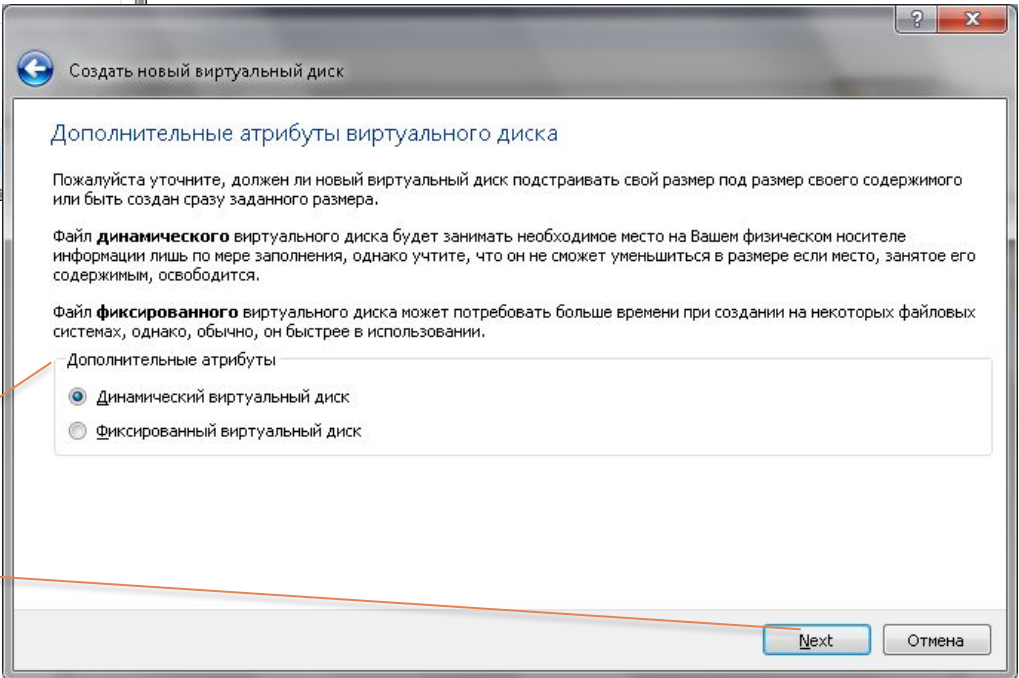 Создать новый виртуальный диск
Дополнительные атрибуты виртуального диска
Пожалуйста уточните, должен ли новый виртуальный диск подстраивать свой размер под размер своего содержимого
или быть создан сразу заданного размера.
Файл динамического виртуального диска будет занимать необходимое место на Вашем физическом носителе
информации лишь по мере заполнения, однако учтите, что он не сможет уменьшиться в размере если место, занятое его
содержимым, освободится.
Файл фиксированного виртуального диска может потребовать больше времени при создании на некоторых файловых
системах, однако, обычно, он быстрее в использовании.
Дополнительные атрибуты
Динамический виртуальный диск
Фиксированный виртуальный диск
Next Отмена